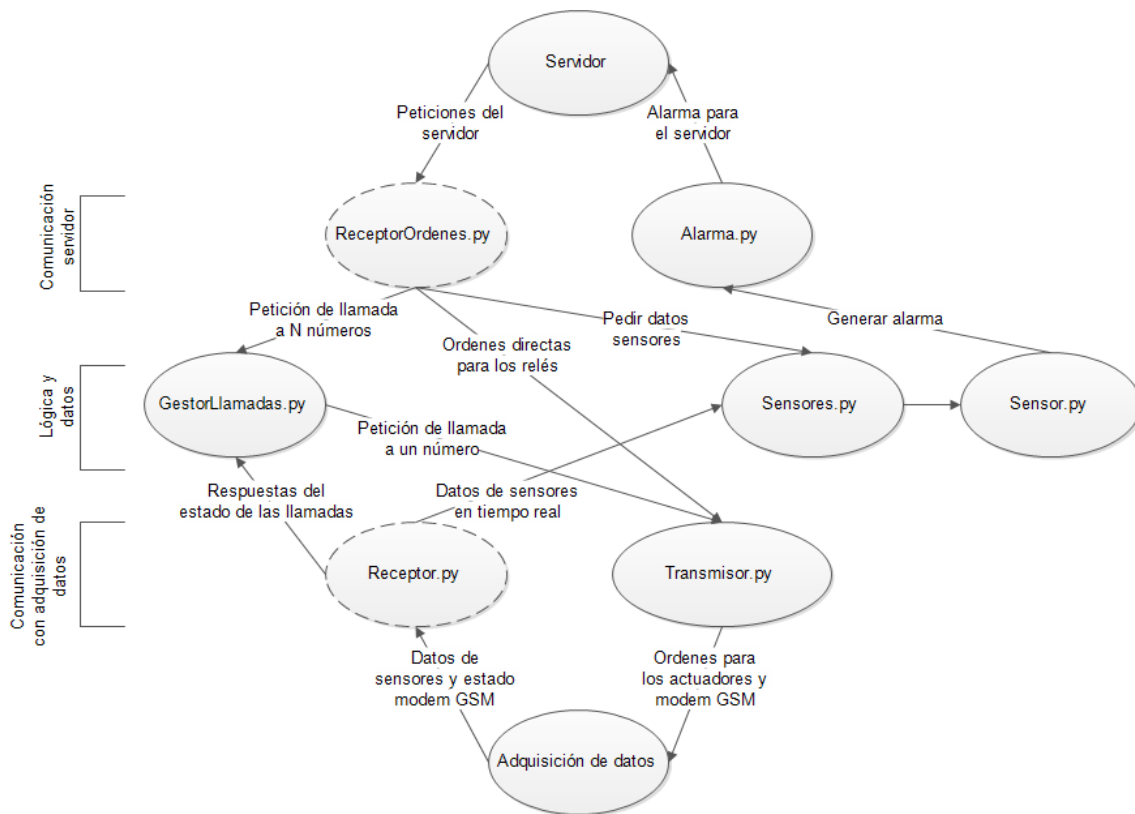 Servidor
Peticiones del
servidor
Alarma para
el servidor
Comunicación
servidor
ReceptorOrdenes.py
Alarma.py
Petición de llamada
a N números
Ordenes directas
para los relés
Pedir datos
sensores
Generar alarma
Lógica y
datos
GestorLlamadas.py
Sensores.py
Sensor.py
Petición de llamada
a un número
Respuestas del
estado de las llamadas
Datos de sensores
en tiempo real
Comunicación
con adquisición de
datos
Receptor.py
Transmisor.py
Datos de
sensores y estado
modem GSM
Ordenes para
los actuadores y
modem GSM
Adquisición de datos